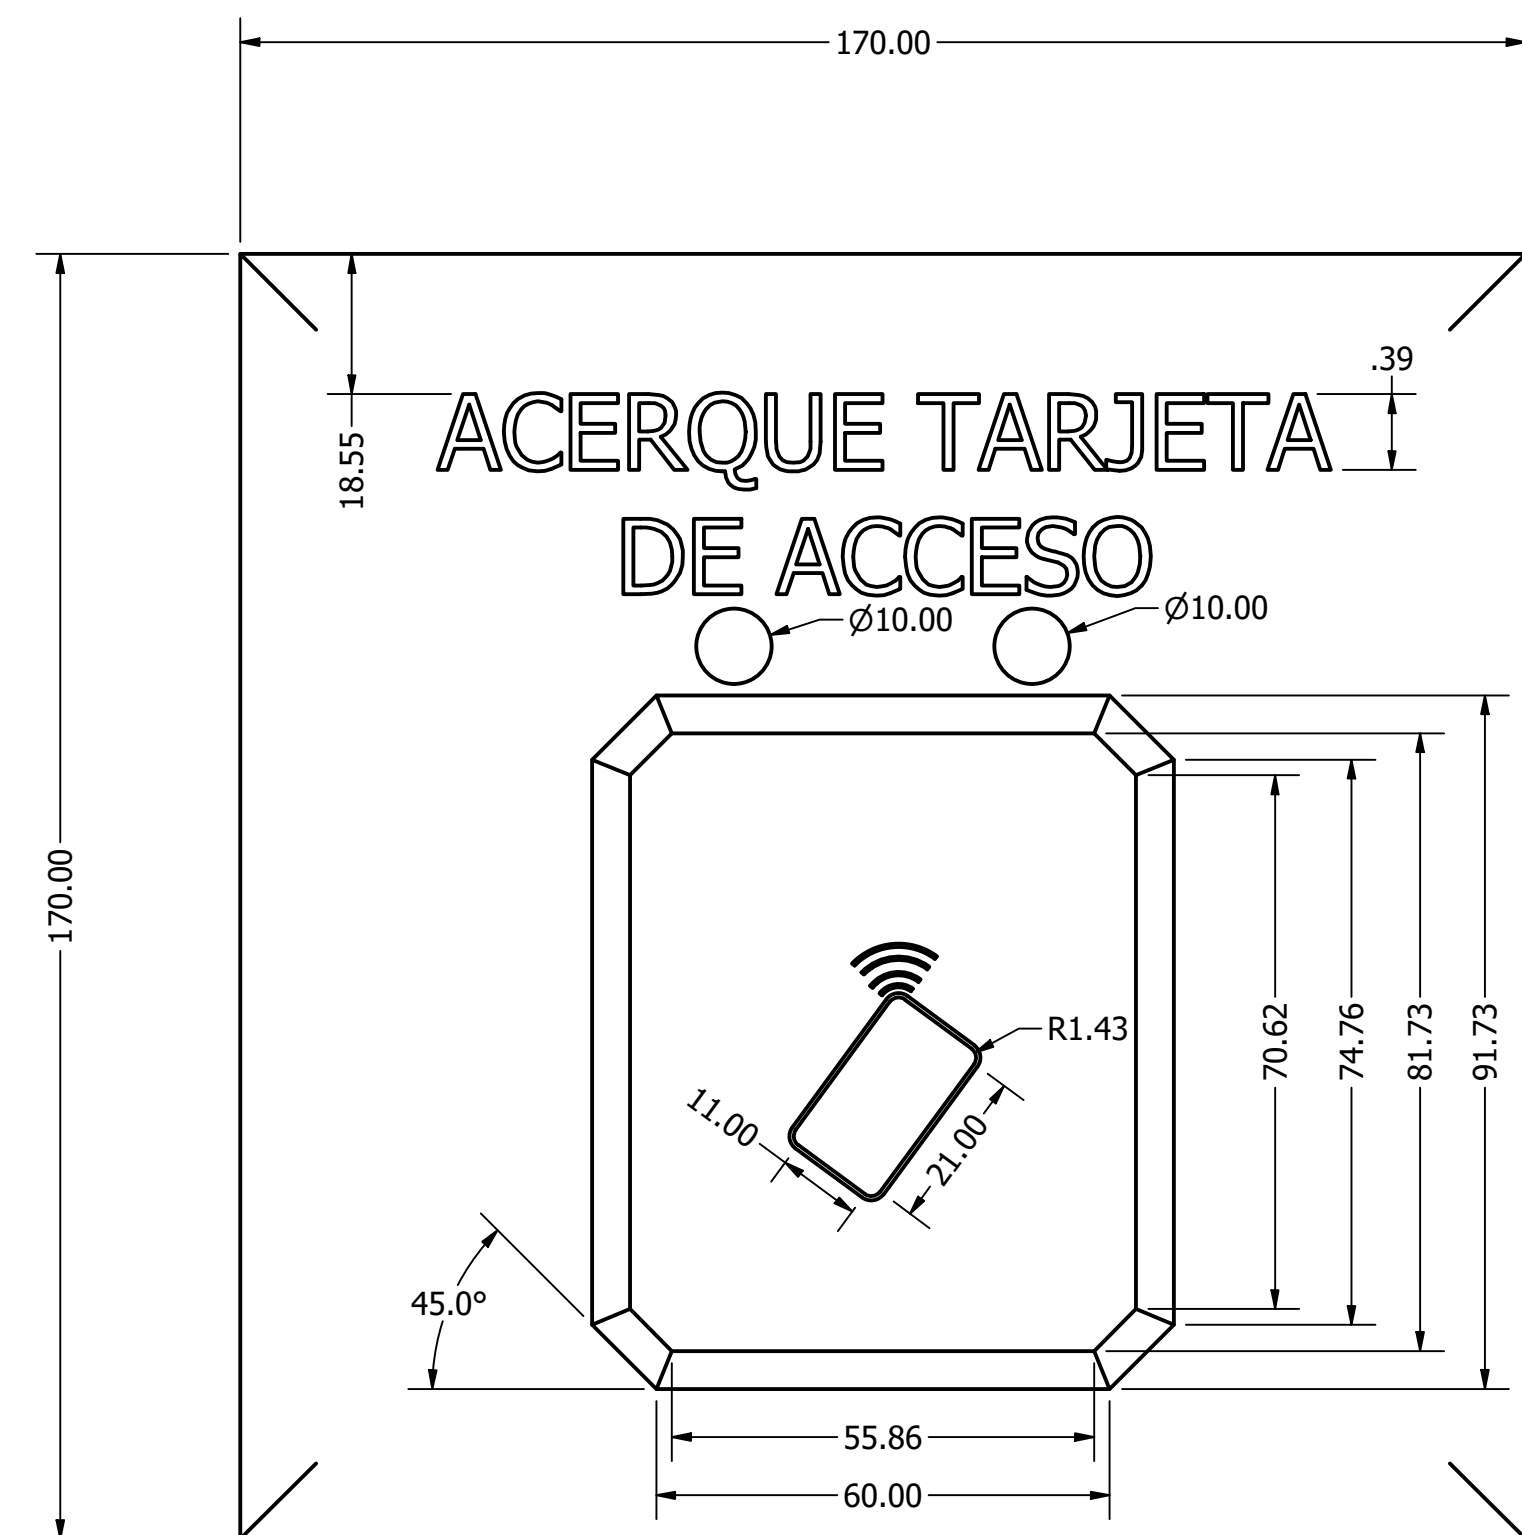 170.00
.39
ACERQUE TARJETA
18.55
DE ACCESO
Ø10.00
Ø10.00
170.00
70.62
74.76
81.73
91.73
R1.43
11.00
21.00
45.0°
55.86
60.00